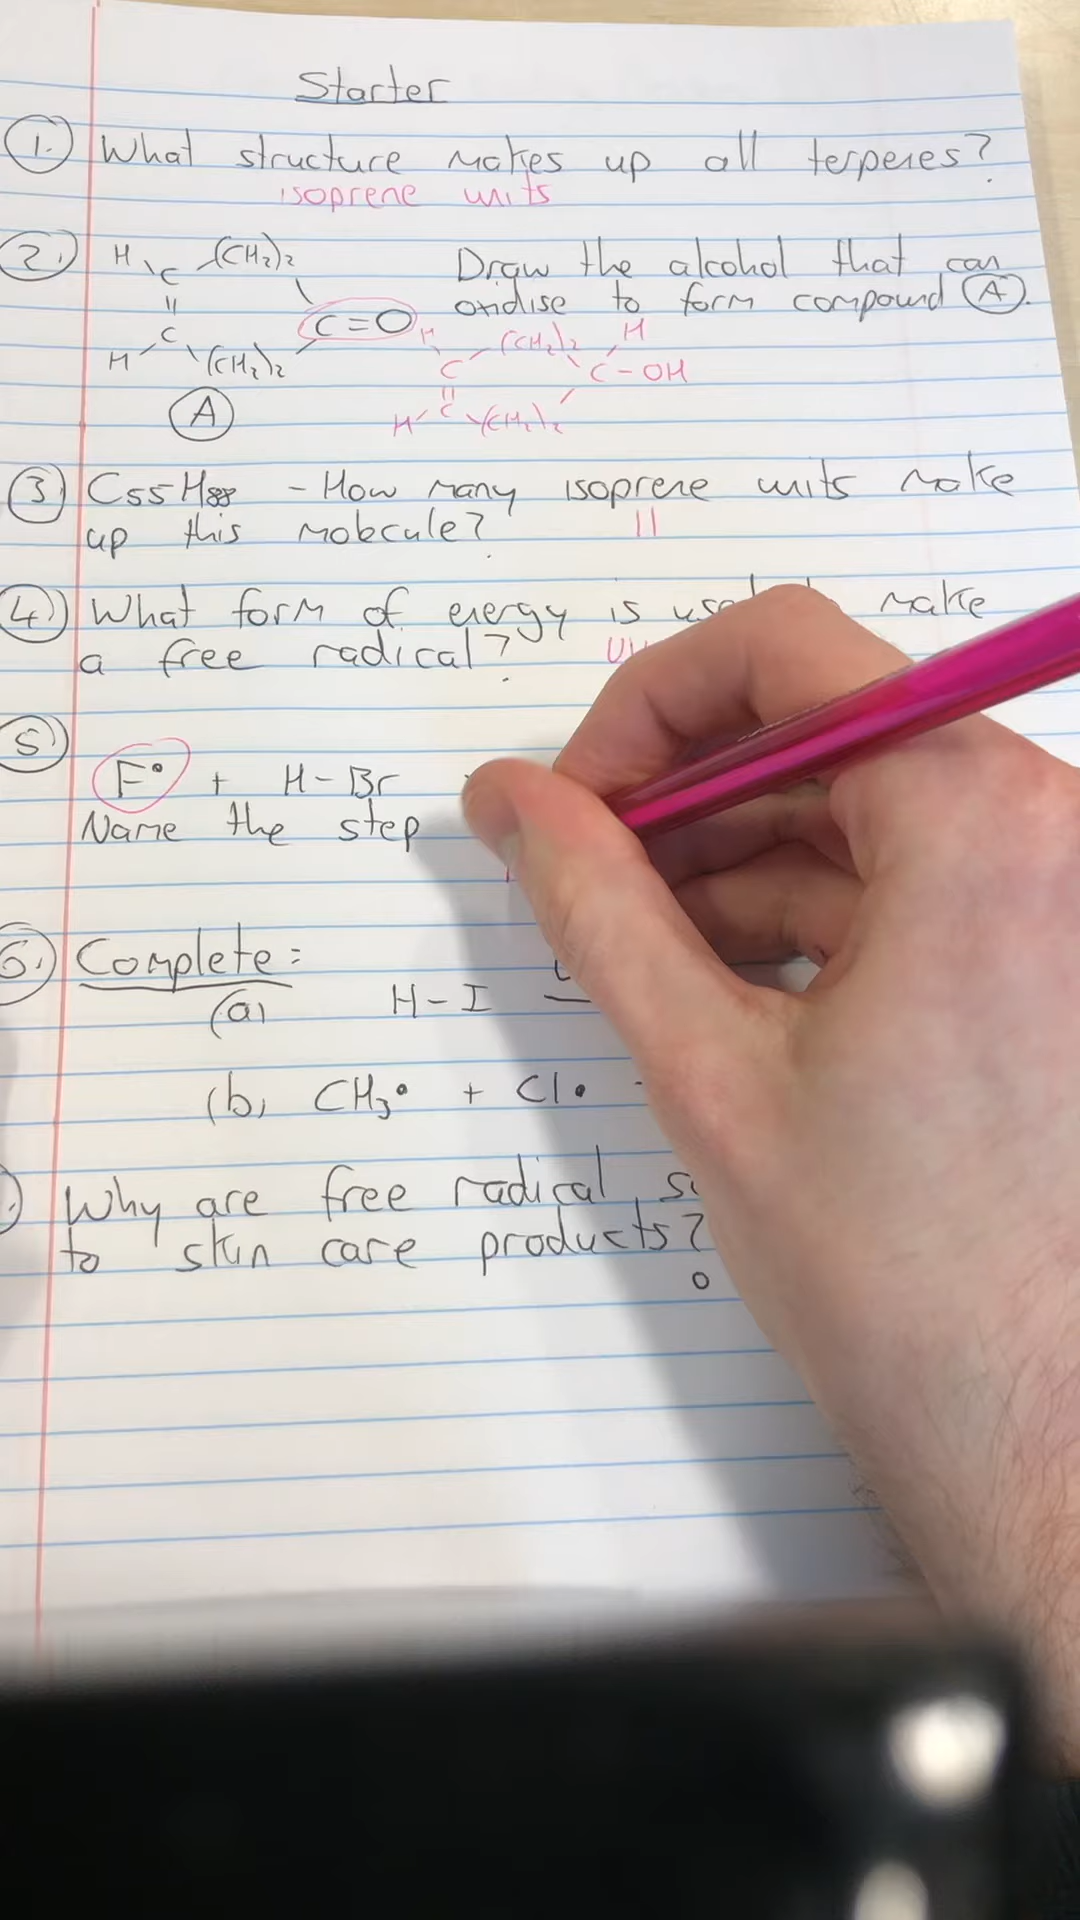 Starter
1. What structure makes up all terpenes?
isoprene units
2. H C (CH₂)₂ Draw the alcohol that can
oxidise to form compound A.
C=O
H C (CH₂)₂
A
H C (CH₂)₂ H
C-OH
H C (CH₂)₂
3. C55H88 - How many isoprene units make
up this molecule? 11
4. What form of energy is make
a free radical? UV
5.
F• + H-Br
Name the step
6. Complete:
(a) H-I
(b) CH₃• + Cl•
Why are free radical
to skin care products?